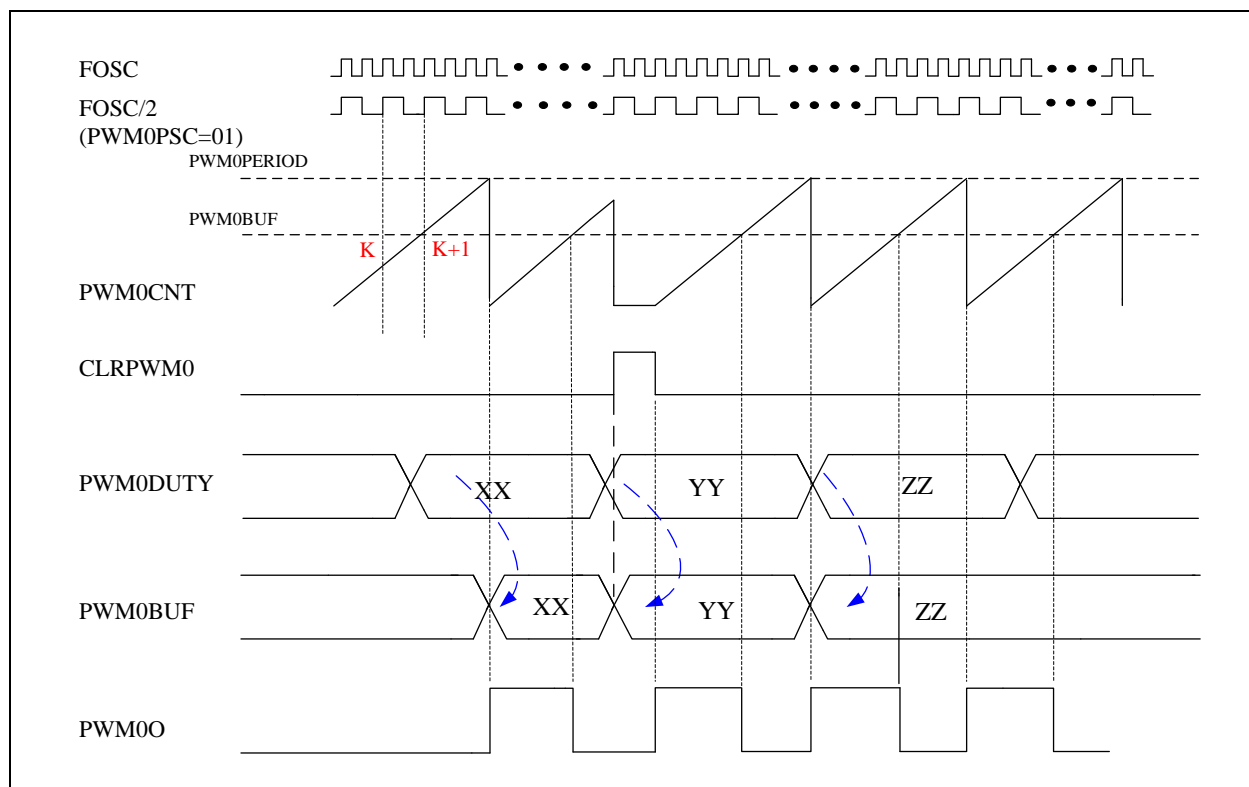 FOSC
FOSC/2
(PWM0PSC=01)
PWM0PERIOD
PWM0BUF
K
K+1
PWM0CNT
CLRPWM0
PWM0DUTY
XX
YY
ZZ
PWM0BUF
XX
YY
ZZ
PWM0O